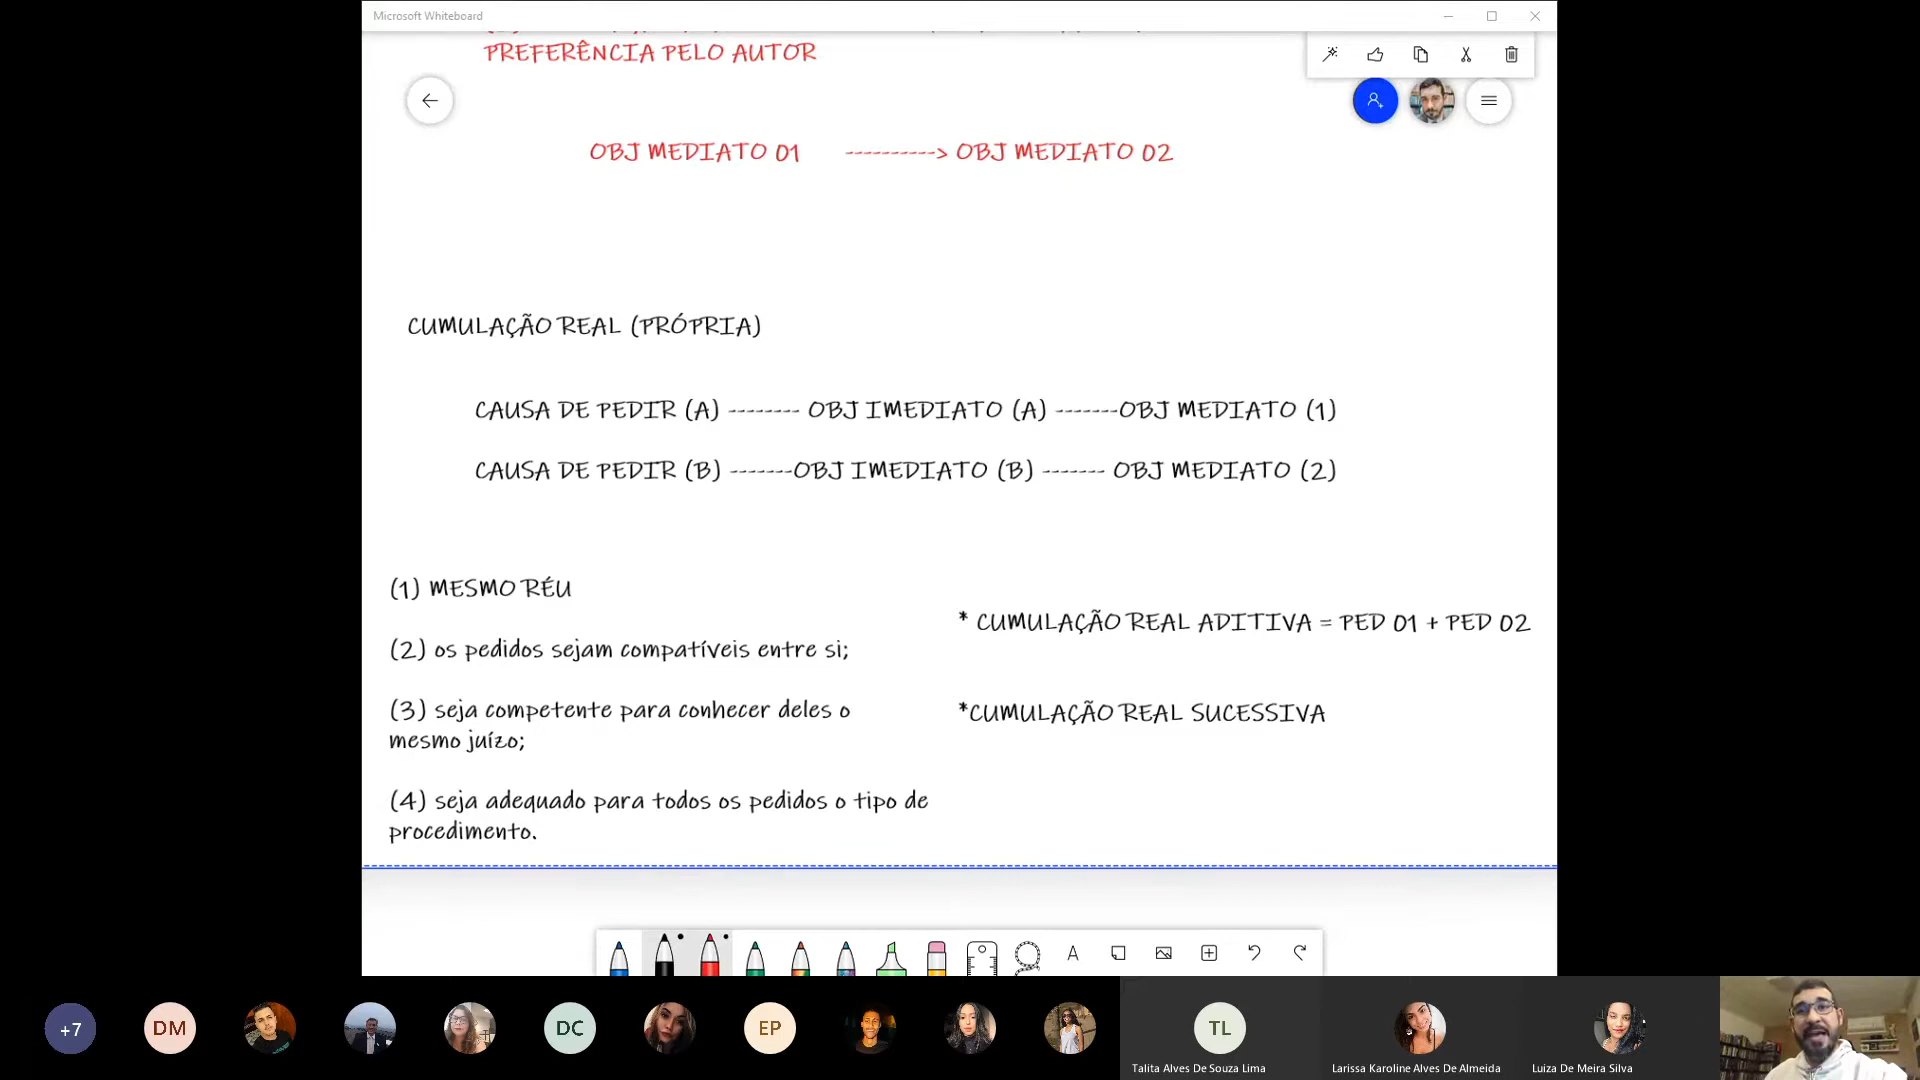 Microsoft Whiteboard
PREFERÊNCIA PELO AUTOR
OBJ MEDIATO 01 ----------> OBJ MEDIATO 02
CUMULAÇÃO REAL (PRÓPRIA)
CAUSA DE PEDIR (A) -------- OBJ IMEDIATO (A) -------OBJ MEDIATO (1)
CAUSA DE PEDIR (B) -------OBJ IMEDIATO (B) ------- OBJ MEDIATO (2)
(1) MESMO RÉU
(2) os pedidos sejam compatíveis entre si;
(3) seja competente para conhecer deles o
mesmo juízo;
(4) seja adequado para todos os pedidos o tipo de
procedimento.
* CUMULAÇÃO REAL ADITIVA = PED 01 + PED 02
*CUMULAÇÃO REAL SUCESSIVA
A
+7
DM
DC
EP
TL
Talita Alves De Souza Lima
Larissa Karoline Alves De Almeida
Luiza De Meira Silva